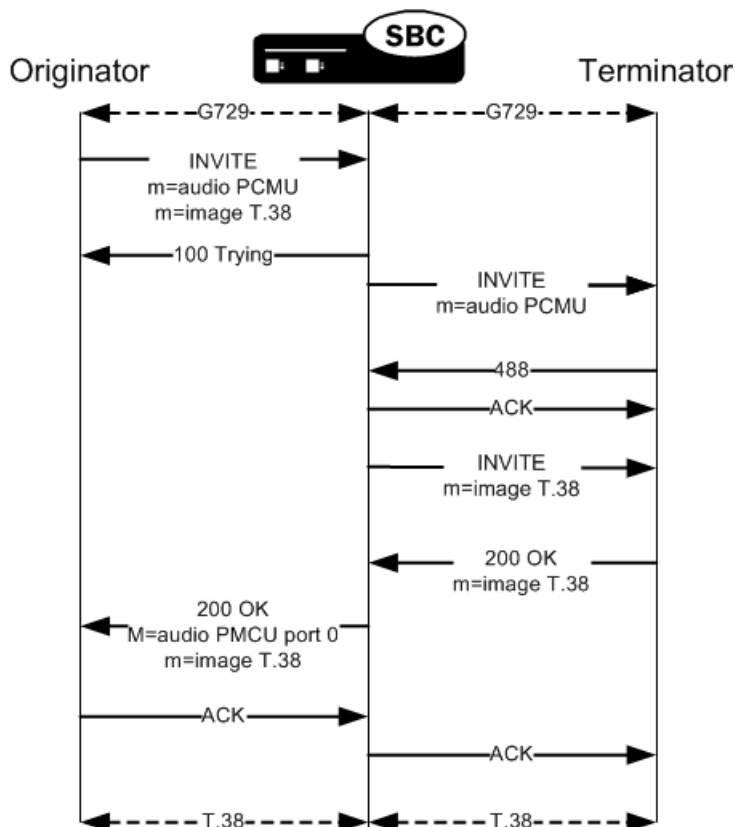 SBC
Originator
Terminator
G729
G729
INVITE
m=audio PCMU
m=image T.38
100 Trying
INVITE
m=audio PCMU
488
ACK
INVITE
m=image T.38
200 OK
m=image T.38
200 OK
M=audio PMCU port 0
m=image T.38
ACK
ACK
T.38
T.38